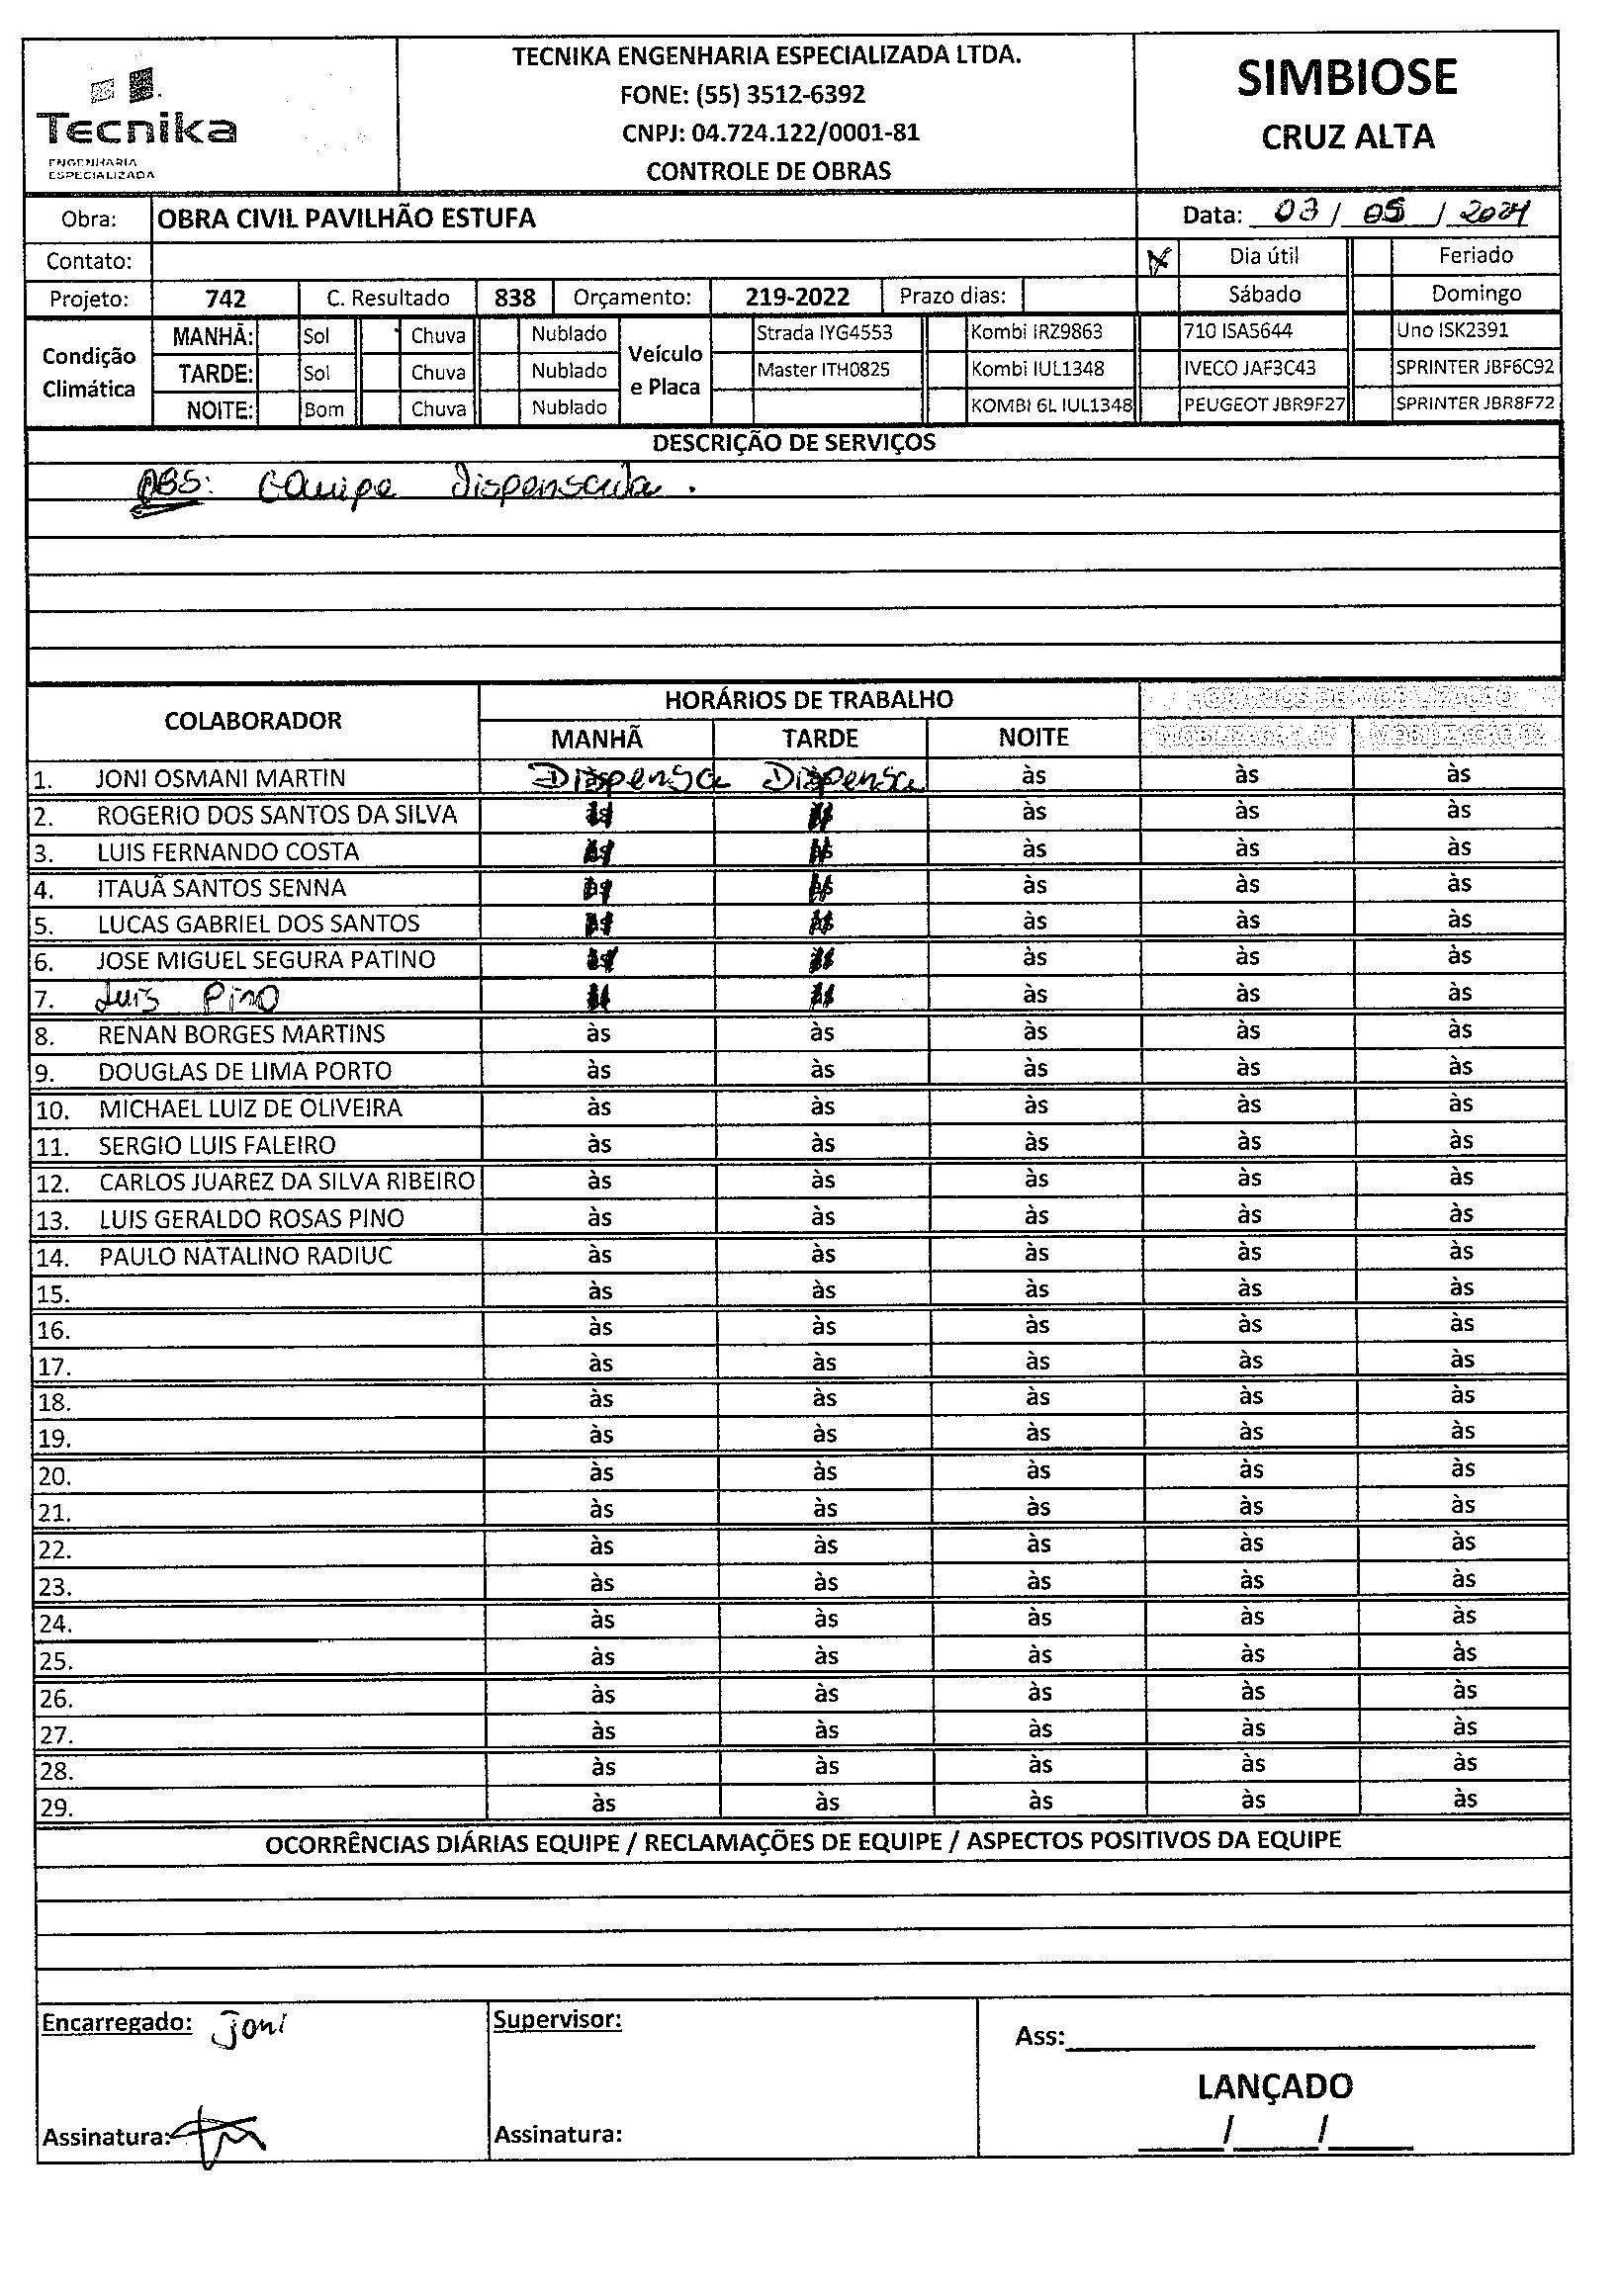 Tecnika
ENGENHARIA
ESPECIALIZADA
TECNIKA ENGENHARIA ESPECIALIZADA LTDA.
FONE: (55) 3512-6392
CNPJ: 04.724.122/0001-81
CONTROLE DE OBRAS
SIMBIOSE
CRUZ ALTA
Obra: OBRA CIVIL PAVILHÃO ESTUFA Data: 03 / 05 / 2024
Contato: X Dia útil Feriado
Projeto: 742 C. Resultado 838 Orçamento: 219-2022 Prazo dias: Sábado Domingo
Condição Climática Veículo e Placa
MANHÃ: Sol Chuva Nublado Strada IYG4553 Kombi IRZ9863 710 ISA5644 Uno ISK2391
TARDE: Sol Chuva Nublado Master ITH0825 Kombi IUL1348 IVECO JAF3C43 SPRINTER JBF6C92
NOITE: Bom Chuva Nublado KOMBI 6L IUL1348 PEUGEOT JBR9F27 SPRINTER JBR8F72
DESCRIÇÃO DE SERVIÇOS
OBS: Equipe Dispensada.
COLABORADOR HORÁRIOS DE TRABALHO
MANHÃ TARDE NOITE
1. JONI OSMANI MARTIN Dispensa Dispensa às às às
2. ROGERIO DOS SANTOS DA SILVA às às às
3. LUIS FERNANDO COSTA às às às
4. ITAUÃ SANTOS SENNA às às às
5. LUCAS GABRIEL DOS SANTOS às às às
6. JOSE MIGUEL SEGURA PATINO às às às
7. Luis Pino às às às
8. RENAN BORGES MARTINS às às às às às
9. DOUGLAS DE LIMA PORTO às às às às às
10. MICHAEL LUIZ DE OLIVEIRA às às às às às
11. SERGIO LUIS FALEIRO às às às às às
12. CARLOS JUAREZ DA SILVA RIBEIRO às às às às às
13. LUIS GERALDO ROSAS PINO às às às às às
14. PAULO NATALINO RADIUC às às às às às
15. às às às às às
16. às às às às às
17. às às às às às
18. às às às às às
19. às às às às às
20. às às às às às
21. às às às às às
22. às às às às às
23. às às às às às
24. às às às às às
25. às às às às às
26. às às às às às
27. às às às às às
28. às às às às às
29. às às às às às
OCORRÊNCIAS DIÁRIAS EQUIPE / RECLAMAÇÕES DE EQUIPE / ASPECTOS POSITIVOS DA EQUIPE
Encarregado: Joni Supervisor: Ass:
LANÇADO
Assinatura: Assinatura: / /